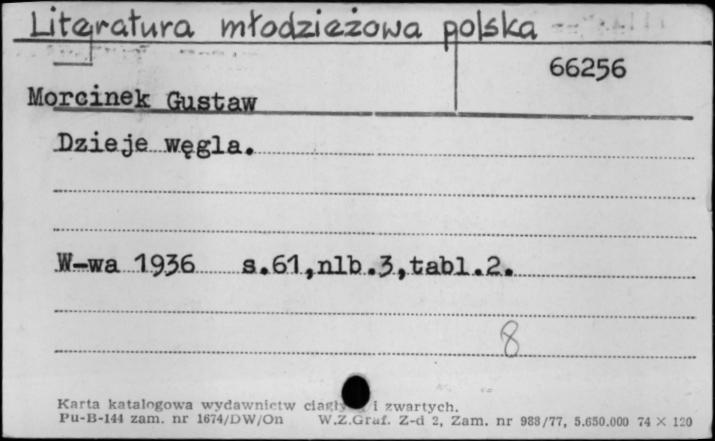 Literatura młodzieżowa polska
66256
Morcinek Gustaw
Dzieje węgla.
W-wa 1936 s.61,nlb.3,tabl.2.
8
Karta katalogowa wydawnictw i zwartych.
Pu-B-144 zam. nr 1674/DW/On W.Z.Graf. Z-d 2, Zam. nr 988/77, 5.650.000 74 × 120